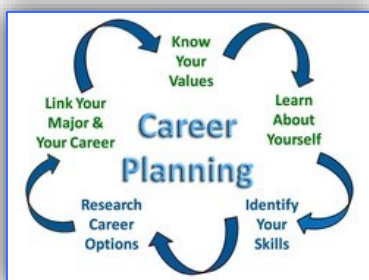 Know
Your
Values
Learn
About
Yourself
Identify
Your
Skills
Research
Career
Options
Link Your
Major &
Your Career
Career
Planning